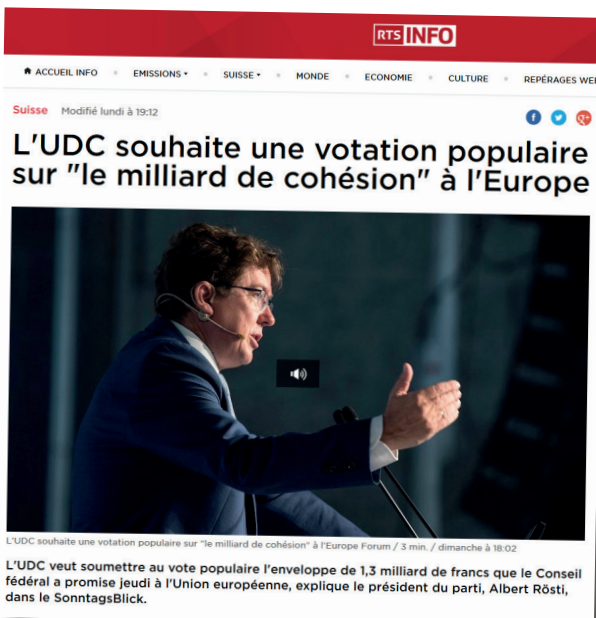 RTS INFO
ACCUEIL INFO EMISSIONS SUISSE MONDE ECONOMIE CULTURE REPÉRAGES WE
Suisse Modifié lundi à 19:12
f G+
L'UDC souhaite une votation populaire
sur "le milliard de cohésion" à l'Europe
L'UDC souhaite une votation populaire sur "le milliard de cohésion" à l'Europe Forum / 3 min. / dimanche à 18:02
L'UDC veut soumettre au vote populaire l'enveloppe de 1,3 milliard de francs que le Conseil
fédéral a promise jeudi à l'Union européenne, explique le président du parti, Albert Rösti,
dans le SonntagsBlick.